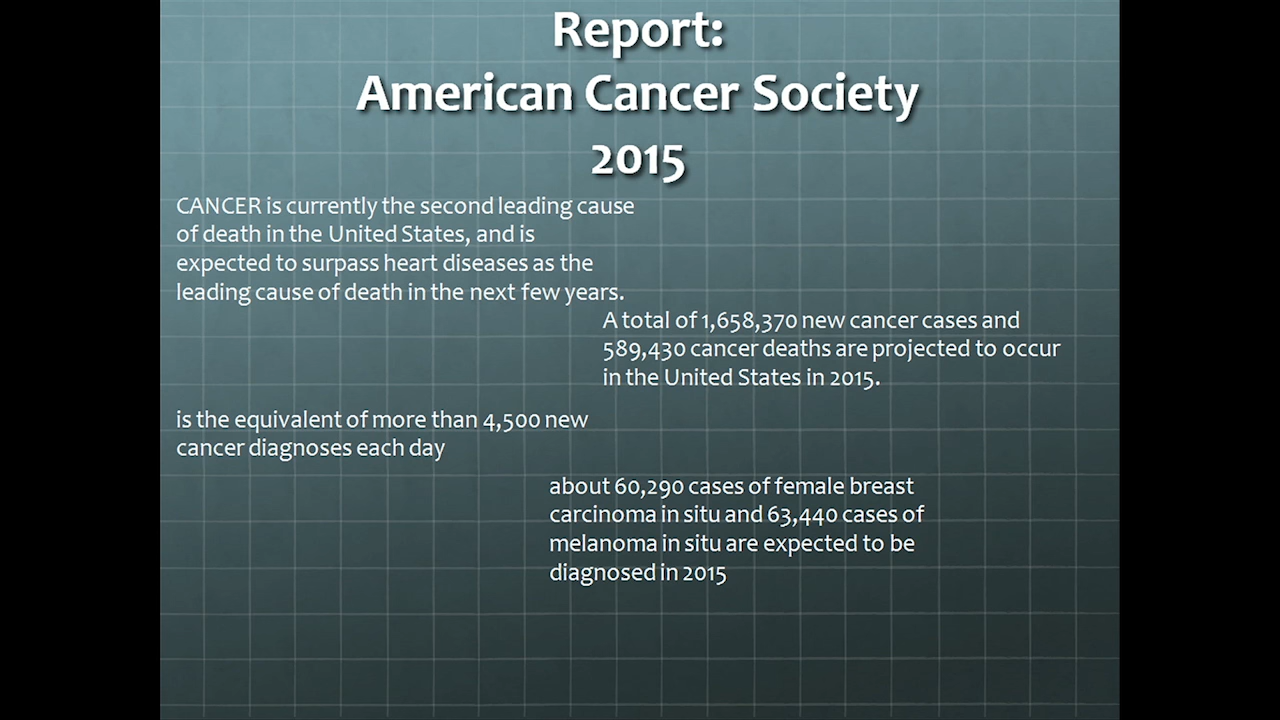 Report:
American Cancer Society
2015
CANCER is currently the second leading cause
of death in the United States, and is
expected to surpass heart diseases as the
leading cause of death in the next few years.
A total of 1,658,370 new cancer cases and
589,430 cancer deaths are projected to occur
in the United States in 2015.
is the equivalent of more than 4,500 new
cancer diagnoses each day
about 60,290 cases of female breast
carcinoma in situ and 63,440 cases of
melanoma in situ are expected to be
diagnosed in 2015